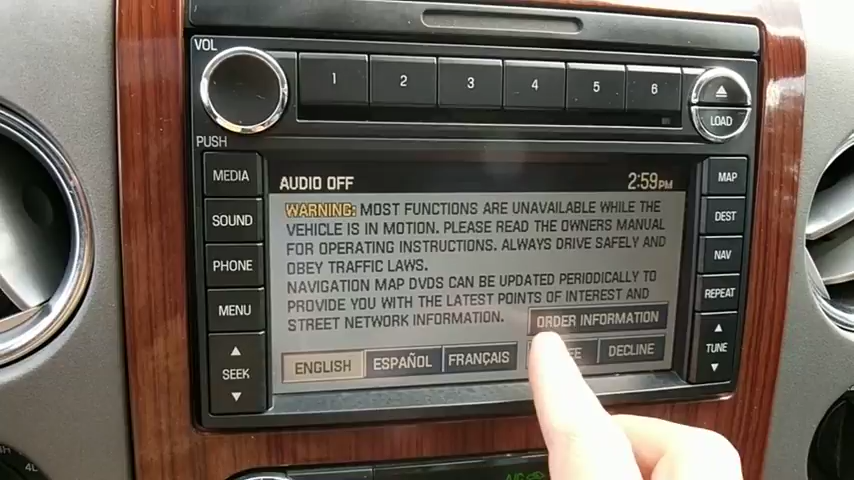 VOL
1 2 3 4 5 6
LOAD
PUSH
MEDIA
SOUND
PHONE
MENU
SEEK
AUDIO OFF 2:59PM
WARNING: MOST FUNCTIONS ARE UNAVAILABLE WHILE THE
VEHICLE IS IN MOTION. PLEASE READ THE OWNERS MANUAL
FOR OPERATING INSTRUCTIONS. ALWAYS DRIVE SAFELY AND
OBEY TRAFFIC LAWS.
NAVIGATION MAP DVDS CAN BE UPDATED PERIODICALLY TO
PROVIDE YOU WITH THE LATEST POINTS OF INTEREST AND
STREET NETWORK INFORMATION.
ORDER INFORMATION
ENGLISH ESPAÑOL FRANÇAIS DECLINE
MAP
DEST
NAV
REPEAT
TUNE
4L
A/C